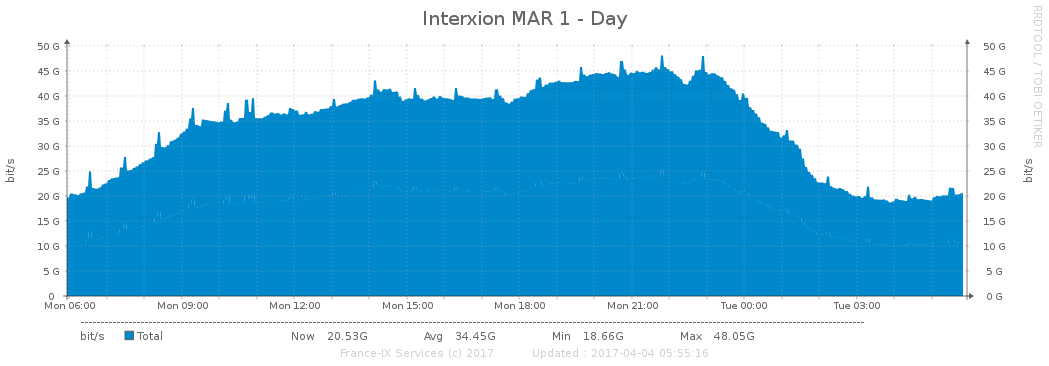 Interxion MAR 1 - Day
RRDTOOL / TOBI OETIKER
bit/s
50 G 50 G
45 G 45 G
40 G 40 G
35 G 35 G
30 G 30 G
25 G 25 G
20 G 20 G
15 G 15 G
10 G 10 G
5 G 5 G
0 0 G
bit/s
Mon 06:00 Mon 09:00 Mon 12:00 Mon 15:00 Mon 18:00 Mon 21:00 Tue 00:00 Tue 03:00
bit/s Total Now 20.53G Avg 34.45G Min 18.66G Max 48.05G
France-IX Services (c) 2017 Updated : 2017-04-04 05:55:16